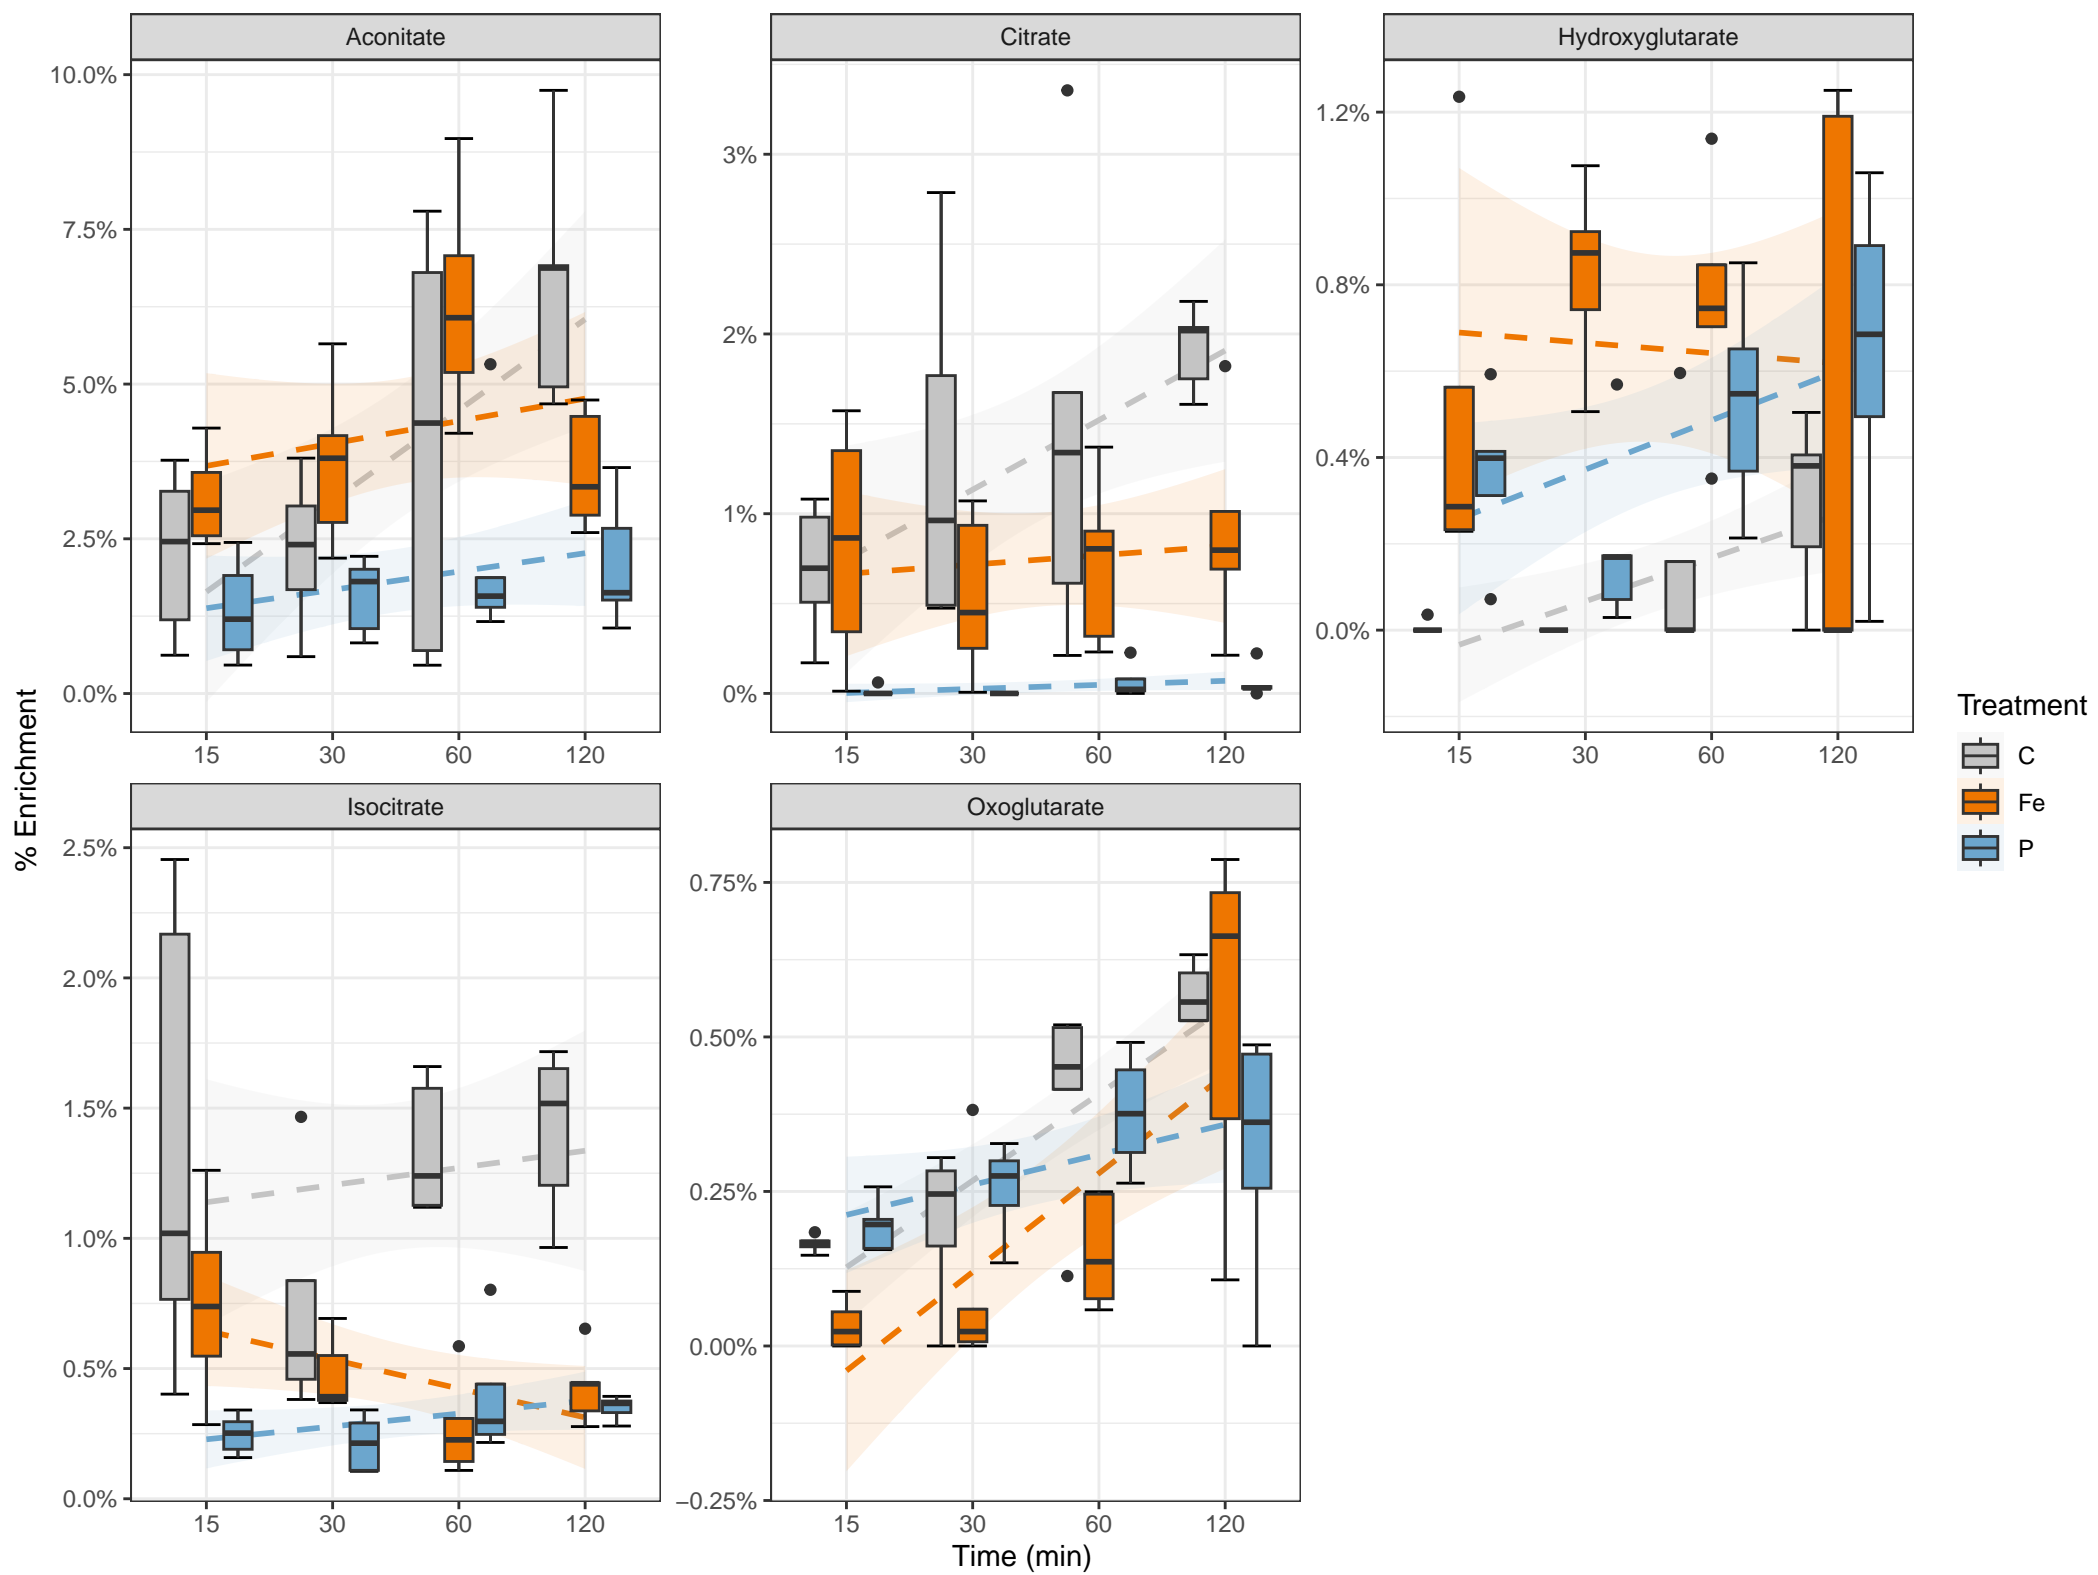 Aconitate
Citrate
Hydroxyglutarate
10.0%
7.5%
5.0%
2.5%
0.0%
15 30 60 120
3%
2%
1%
0%
15 30 60 120
1.2%
0.8%
0.4%
0.0%
15 30 60 120
% Enrichment
Isocitrate
Oxoglutarate
2.5%
2.0%
1.5%
1.0%
0.5%
0.0%
15 30 60 120
0.75%
0.50%
0.25%
0.00%
−0.25%
15 30 60 120
Time (min)
Treatment
C
Fe
P